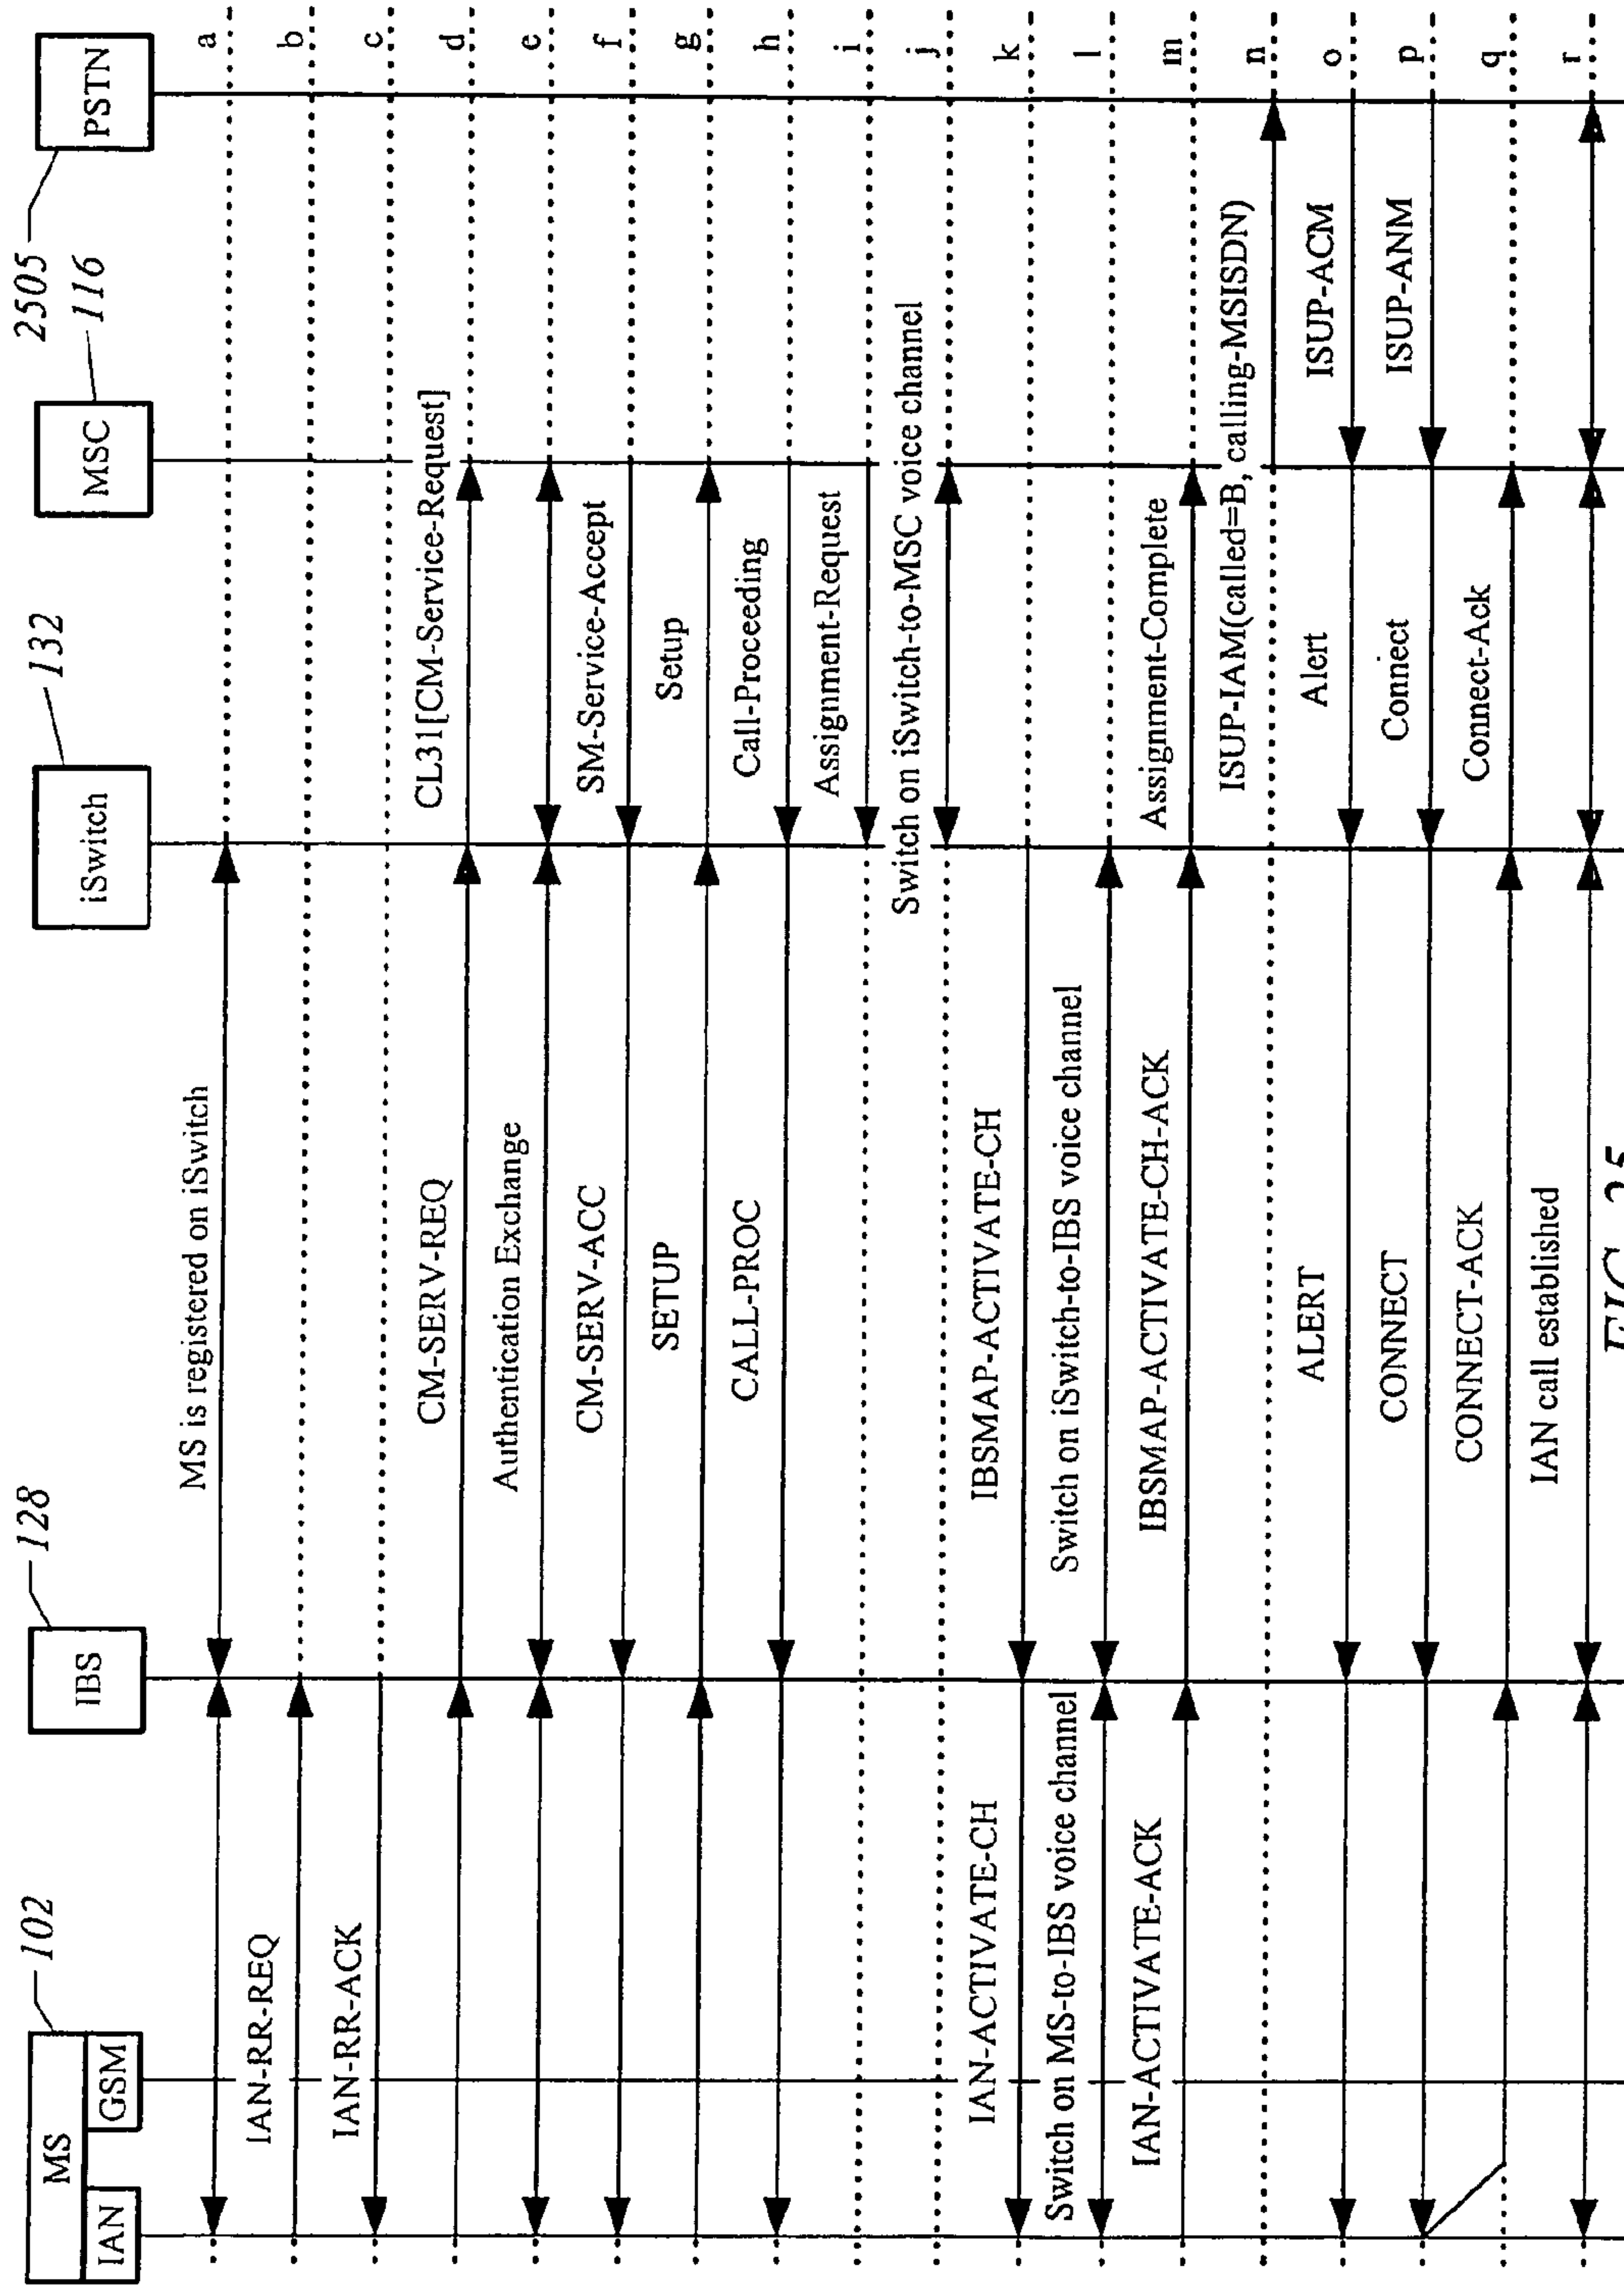 MS
102
IAN
GSM
IBS
128
iSwitch
132
MSC
116
PSTN
2505
MS is registered on iSwitch
a
IAN-RR-REQ
b
IAN-RR-ACK
c
CM-SERV-REQ
CL31[CM-Service-Request]
d
Authentication Exchange
e
CM-SERV-ACC
SM-Service-Accept
f
SETUP
Setup
g
CALL-PROC
Call-Proceeding
h
Assignment-Request
i
Switch on iSwitch-to-MSC voice channel
j
IAN-ACTIVATE-CH
IBSMAP-ACTIVATE-CH
k
Switch on MS-to-IBS voice channel
Switch on iSwitch-to-IBS voice channel
l
IAN-ACTIVATE-ACK
IBSMAP-ACTIVATE-CH-ACK
Assignment-Complete
m
ISUP-IAM(called=B, calling-MSISDN)
n
ALERT
Alert
ISUP-ACM
o
CONNECT
Connect
ISUP-ANM
p
CONNECT-ACK
Connect-Ack
q
IAN call established
r
FIG. 25